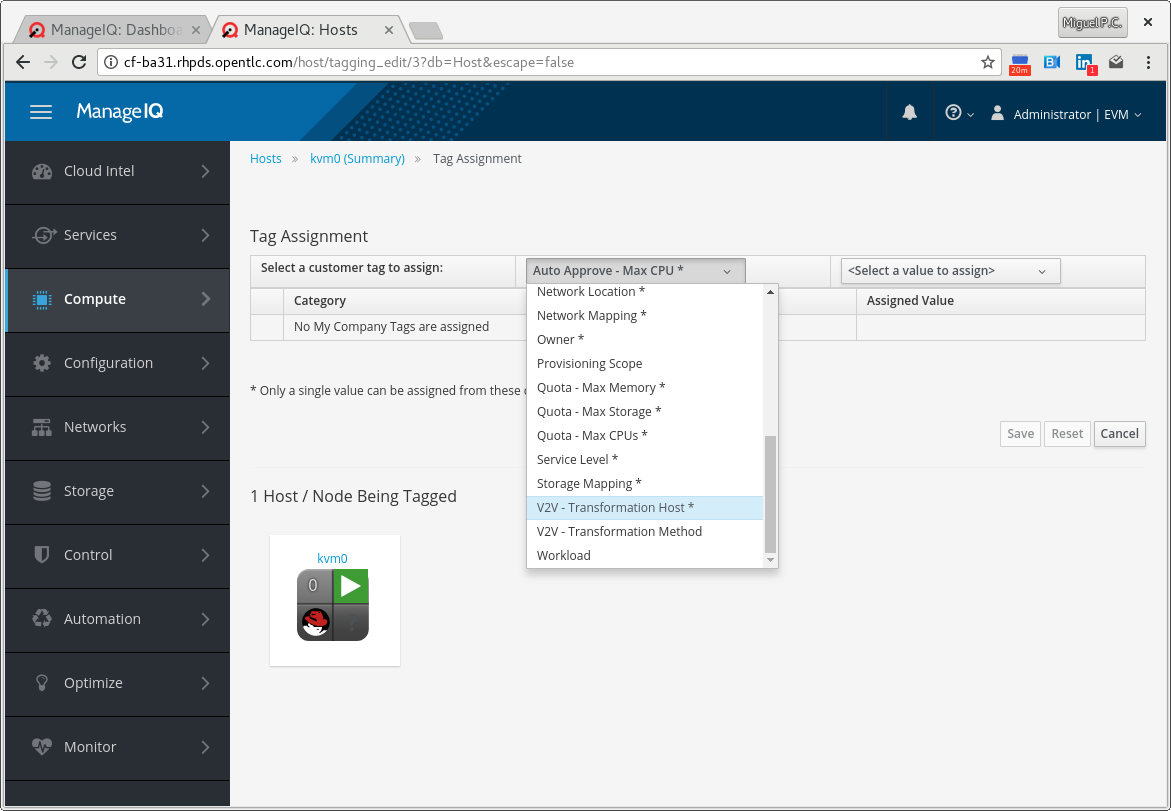 ManageIQ: Dashboa
ManageIQ: Hosts
Miguel P.C.
cf-ba31.rhpds.opentlc.com/host/tagging_edit/3?db=Host&escape=false
20m
1
ManageIQ
Administrator | EVM
Cloud Intel
Services
Compute
Configuration
Networks
Storage
Control
Automation
Optimize
Monitor
Hosts » kvm0 (Summary) » Tag Assignment
Tag Assignment
Select a customer tag to assign:
Auto Approve - Max CPU *
<Select a value to assign>
Category
Assigned Value
No My Company Tags are assigned
* Only a single value can be assigned from these
Network Location *
Network Mapping *
Owner *
Provisioning Scope
Quota - Max Memory *
Quota - Max Storage *
Quota - Max CPUs *
Service Level *
Storage Mapping *
V2V - Transformation Host *
V2V - Transformation Method
Workload
Save
Reset
Cancel
1 Host / Node Being Tagged
kvm0
0